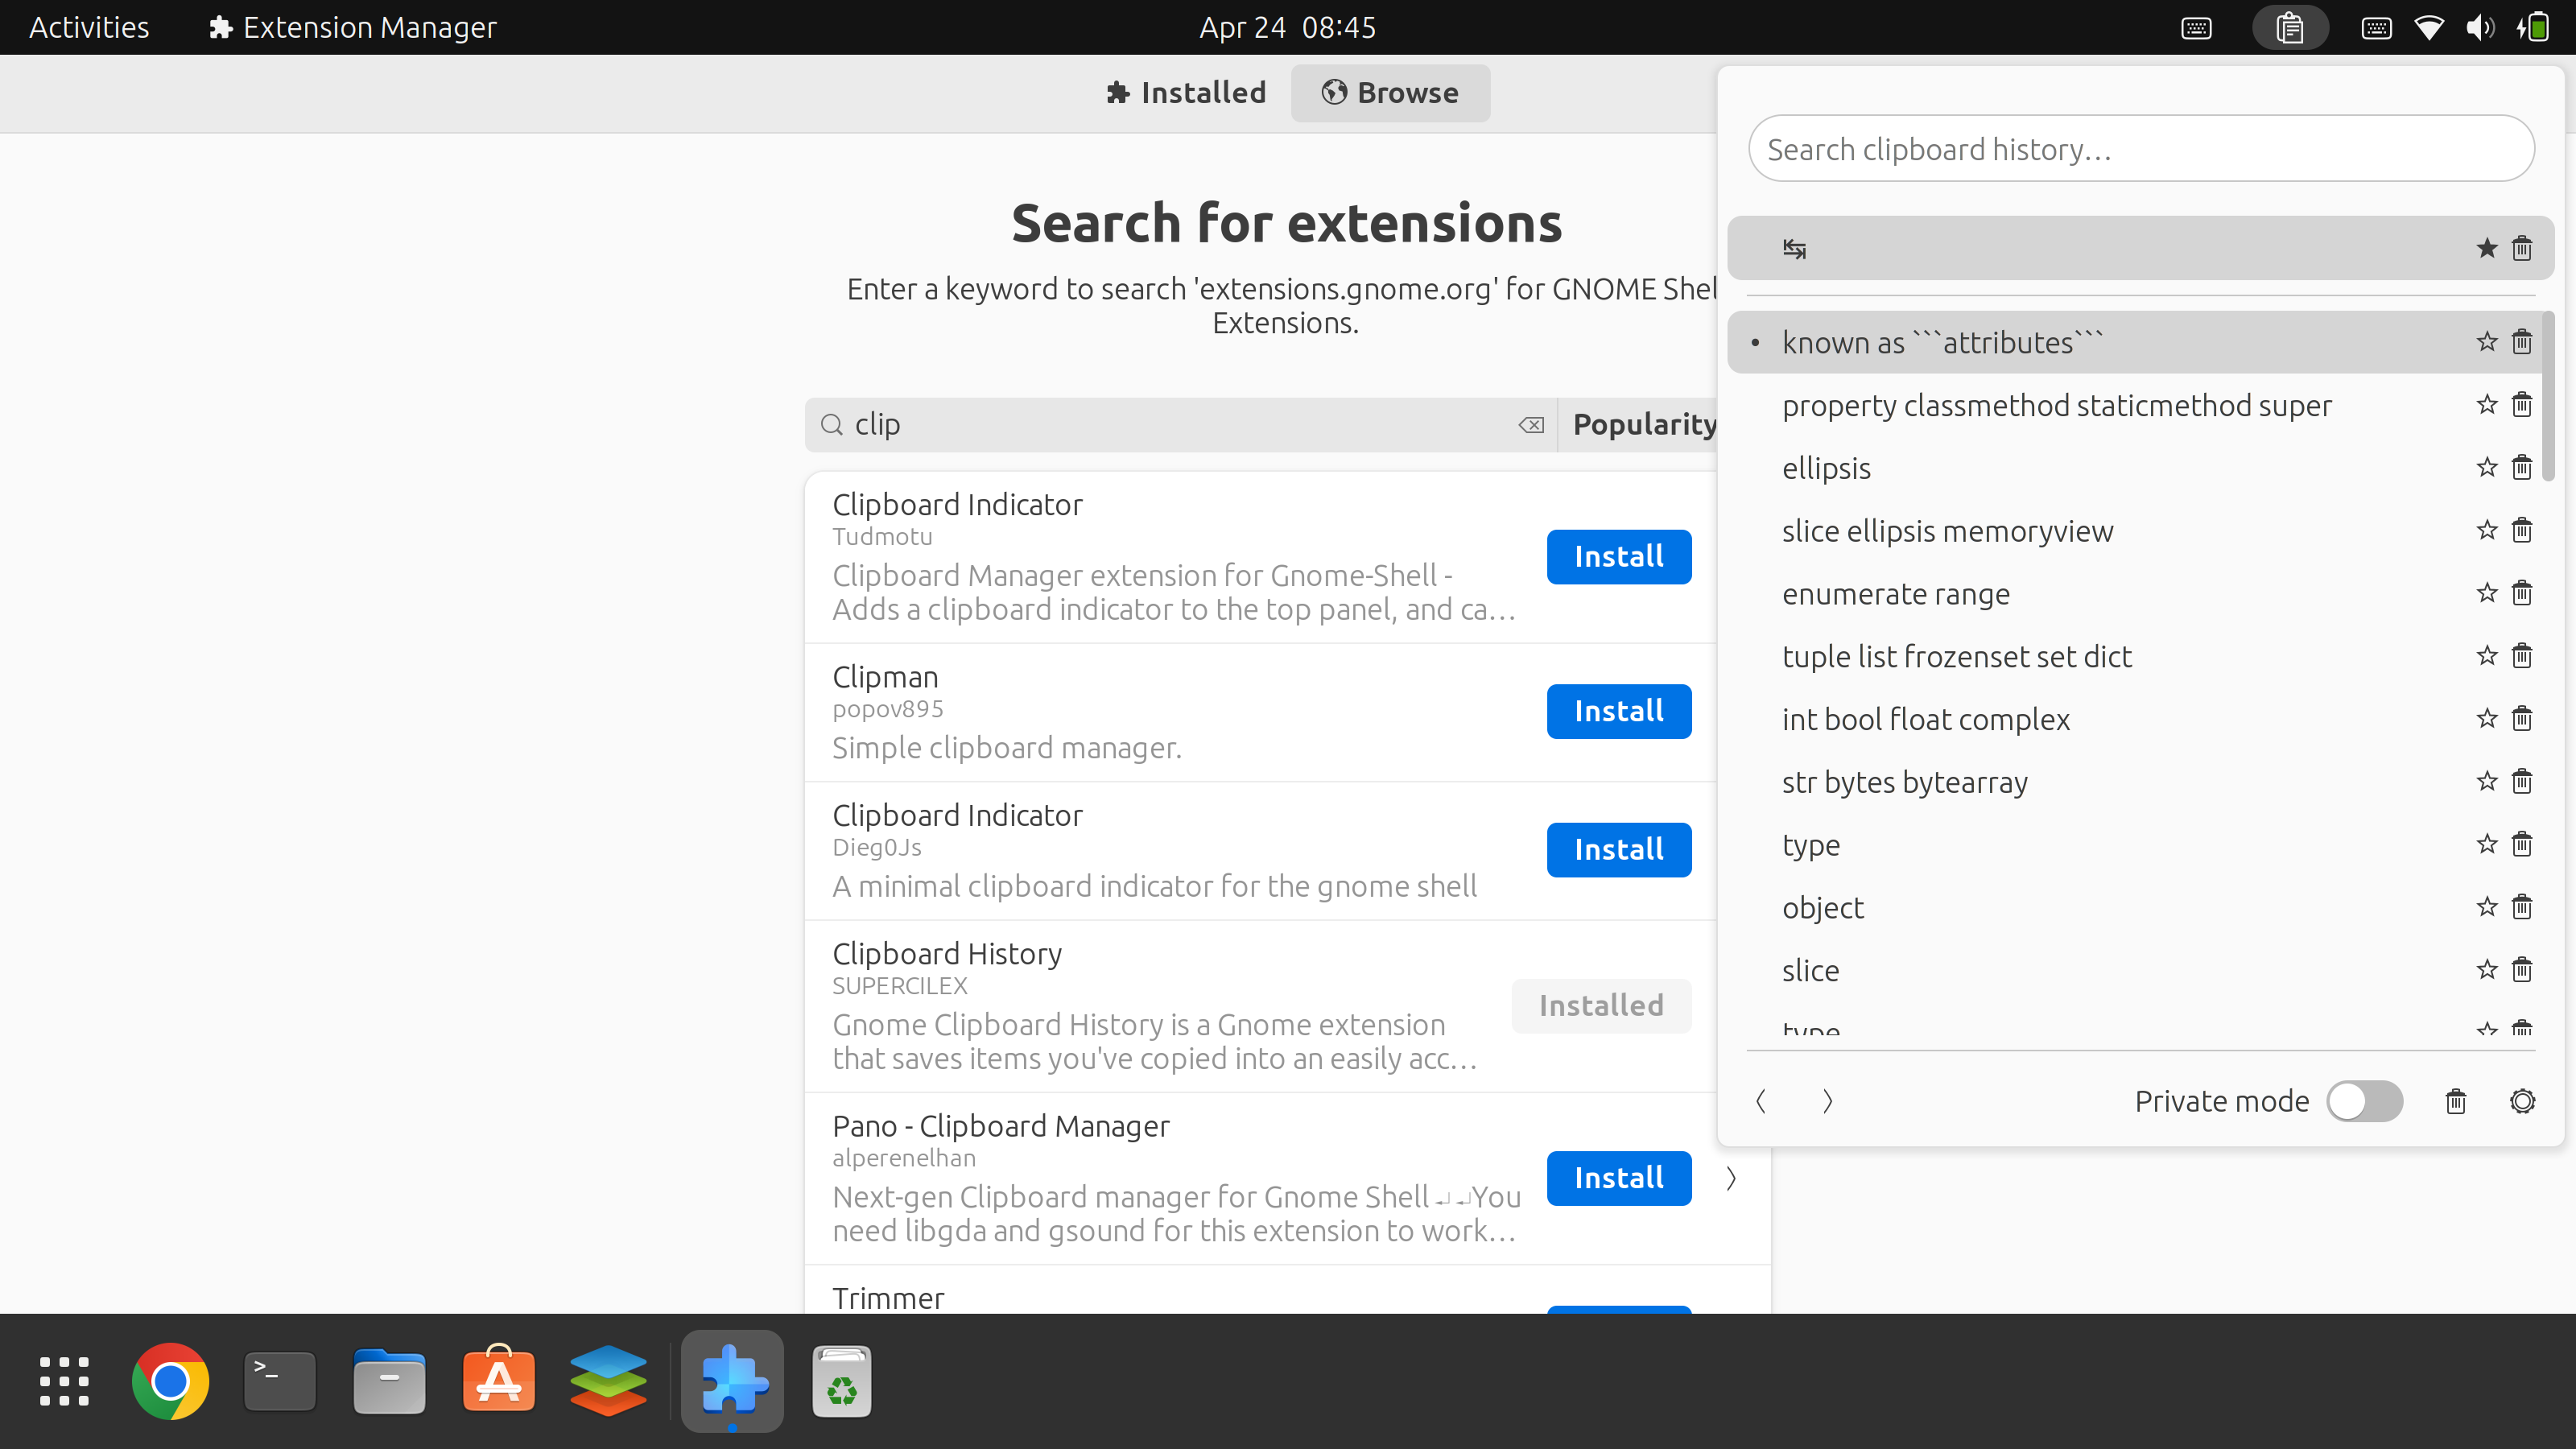 Activities
Extension Manager
Apr 24 08:45
Installed
Browse
Search for extensions
Enter a keyword to search 'extensions.gnome.org' for GNOME Shel
Extensions.
clip
Popularity
Clipboard Indicator
Tudmotu
Clipboard Manager extension for Gnome-Shell -
Adds a clipboard indicator to the top panel, and ca…
Install
Clipman
popov895
Simple clipboard manager.
Install
Clipboard Indicator
Dieg0Js
A minimal clipboard indicator for the gnome shell
Install
Clipboard History
SUPERCILEX
Gnome Clipboard History is a Gnome extension
that saves items you've copied into an easily acc…
Installed
Pano - Clipboard Manager
alperenelhan
Next-gen Clipboard manager for Gnome Shell↵↵You
need libgda and gsound for this extension to work…
Install
Trimmer
Search clipboard history…
known as ```attributes```
property classmethod staticmethod super
ellipsis
slice ellipsis memoryview
enumerate range
tuple list frozenset set dict
int bool float complex
str bytes bytearray
type
object
slice
type
Private mode